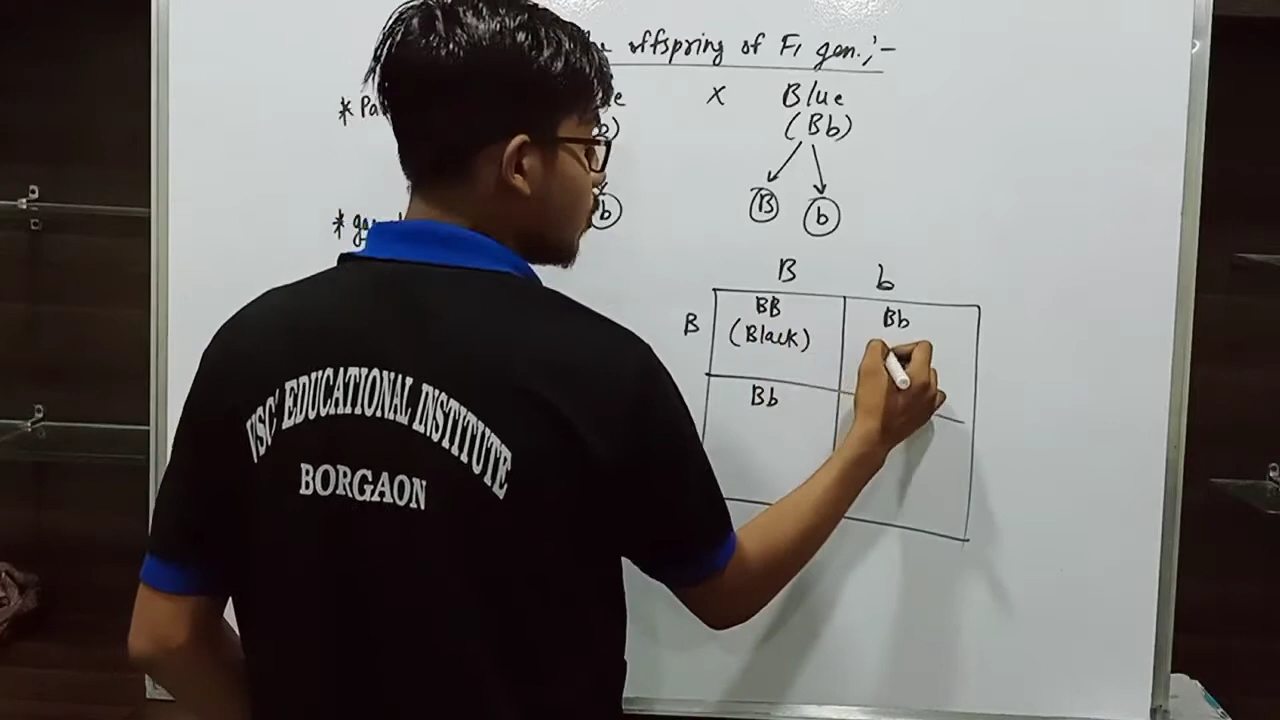 offspring of F1 gen.;-
* Pa
x Blue
(Bb)
b B b
* ga
B b
B BB Bb
(Black)
Bb
VSC' EDUCATIONAL INSTITUTE
BORGAON